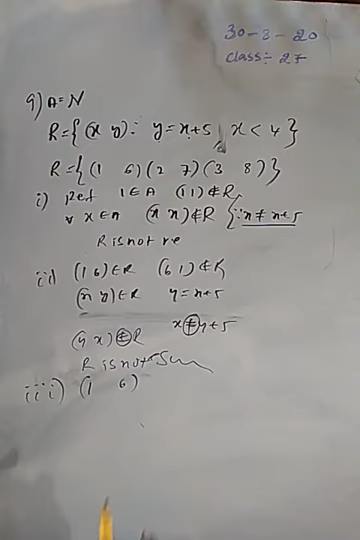 30-8-20
class:- 27
9) A=N
R={(x y): y=x+5, x<4}
R={(1 6)(2 7)(3 8)}
i) Ref 1∈A (1 1)∉R,
∀ x∈n (x x)∉R {∵x≠x+5
R is not re
ii) (1 6)∈R (6 1)∉R
(x y)∈R y=x+5
(y x)∉R x≠y+5
R is not Sym
iii) (1 6)